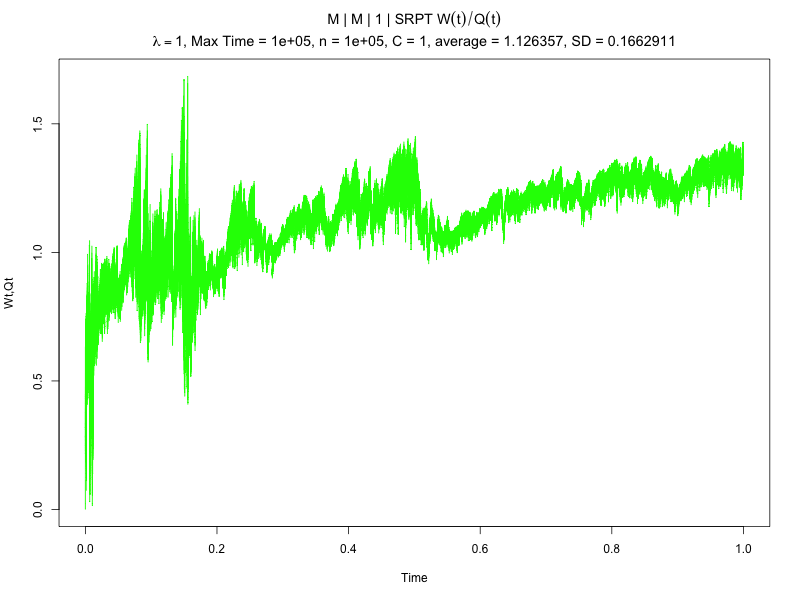 M | M | 1 | SRPT W(t)/Q(t)
λ = 1, Max Time = 1e+05, n = 1e+05, C = 1, average = 1.126357, SD = 0.1662911
1.5
1.0
0.5
0.0
Wt,Qt
0.0 0.2 0.4 0.6 0.8 1.0
Time